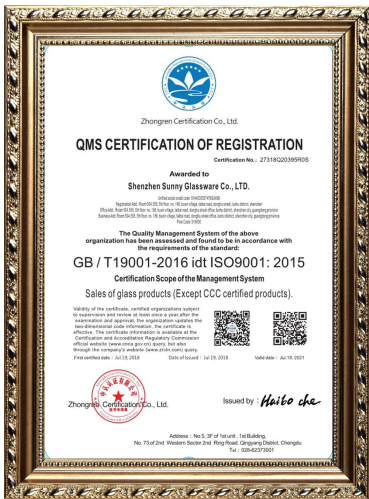 Zhongren Certification Co., Ltd.
QMS CERTIFICATION OF REGISTRATION
Certification No.: 27318Q20395R0S
Awarded to
Shenzhen Sunny Glassware Co., LTD.
The Quality Management System of the above
organization has been assessed and found to be in accordance with
the requirements of the standard:
GB / T19001-2016 idt ISO9001: 2015
Certification Scope of the Management System
Sales of glass products (Except CCC certified products).
Validity of the certificate, certified organizations subject
to supervision and review at least once a year.after the
examination and approval, the organization updates the
two-dimensional code information, the certificate is
effective. The certificate information is available at the
Certification and Accreditation Regulatory Commission
official website (www.cnca.gov.cn) query, but also
through the company's website (www.zrxbn.com) query.
First certified date : Jul.19, 2018 Date of Issued : Jul.19, 2018 Valid date : Jul.18, 2021
Zhongren Certification Co., Ltd.
Issued by : Haibo che
Address : No.5, 3F of 1st unit , 1st Building,
No. 73 of 2nd Western Sector 2nd Ring Road, Qingyang District, Chengdu
Tel : 028-62373001